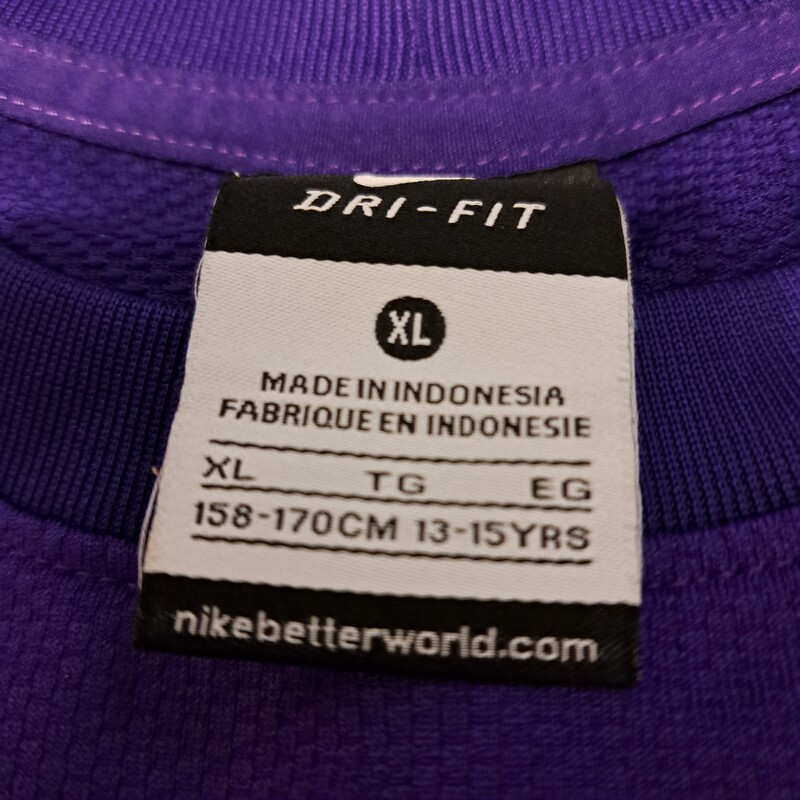 DRI-FIT
XL
MADE IN INDONESIA
FABRIQUE EN INDONESIE
XL TG EG
158-170CM 13-15YRS
nikebetterworld.com